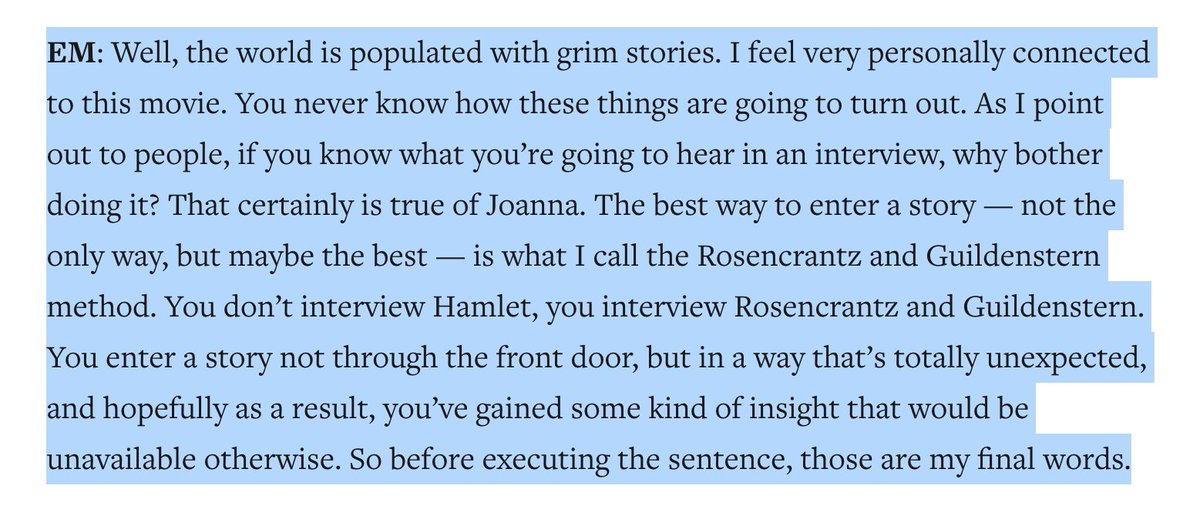 EM: Well, the world is populated with grim stories. I feel very personally connected
to this movie. You never know how these things are going to turn out. As I point
out to people, if you know what you’re going to hear in an interview, why bother
doing it? That certainly is true of Joanna. The best way to enter a story — not the
only way, but maybe the best — is what I call the Rosencrantz and Guildenstern
method. You don’t interview Hamlet, you interview Rosencrantz and Guildenstern.
You enter a story not through the front door, but in a way that’s totally unexpected,
and hopefully as a result, you’ve gained some kind of insight that would be
unavailable otherwise. So before executing the sentence, those are my final words.